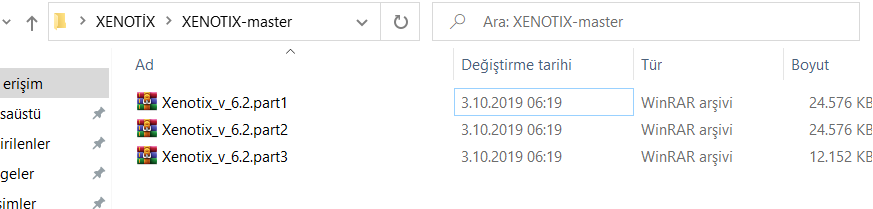 XENOTİX > XENOTIX-master
Ara: XENOTIX-master
Ad Değiştirme tarihi Tür Boyut
erişim
saüstü
irilenler
geler
simler
Xenotix_v_6.2.part1 3.10.2019 06:19 WinRAR arşivi 24.576 KB
Xenotix_v_6.2.part2 3.10.2019 06:19 WinRAR arşivi 24.576 KB
Xenotix_v_6.2.part3 3.10.2019 06:19 WinRAR arşivi 12.152 KB